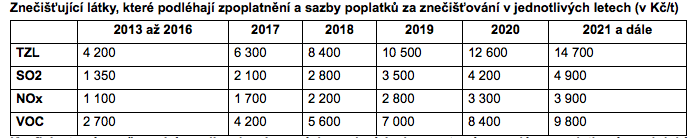 Znečišťující látky, které podléhají zpoplatnění a sazby poplatků za znečišťování v jednotlivých letech (v Kč/t)
2013 až 2016 2017 2018 2019 2020 2021 a dále
TZL 4 200 6 300 8 400 10 500 12 600 14 700
SO2 1 350 2 100 2 800 3 500 4 200 4 900
NOx 1 100 1 700 2 200 2 800 3 300 3 900
VOC 2 700 4 200 5 600 7 000 8 400 9 800